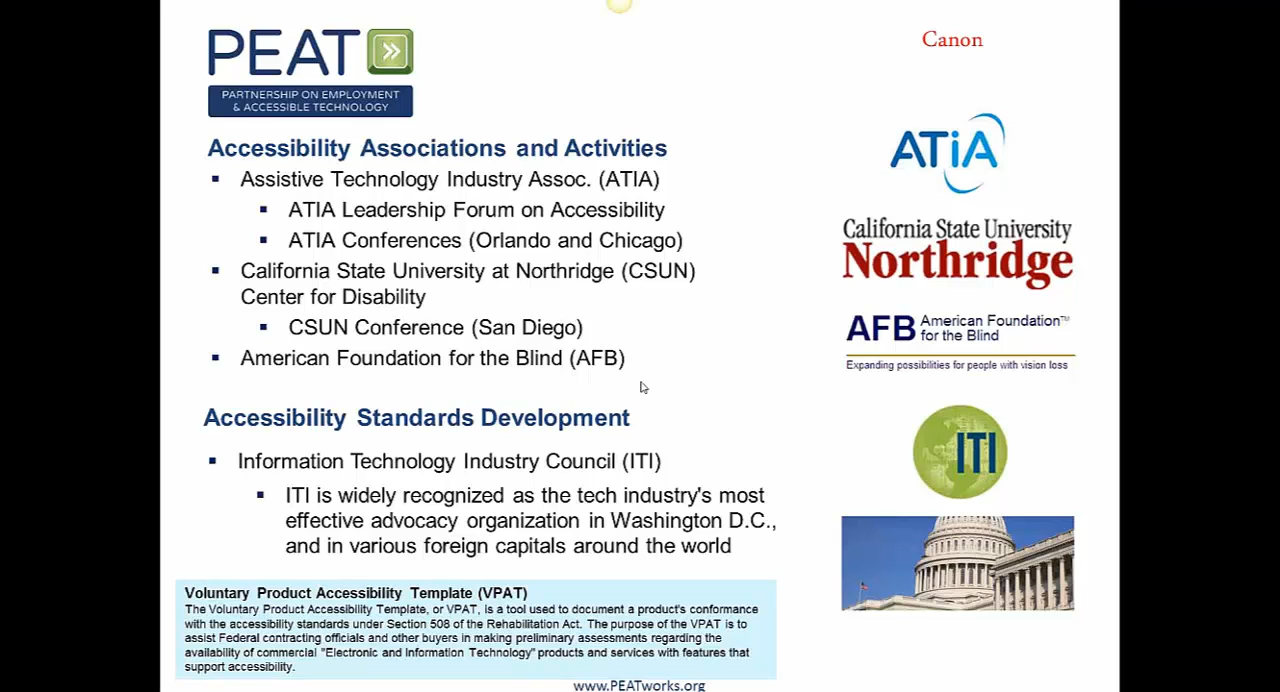 PEAT
PARTNERSHIP ON EMPLOYMENT
& ACCESSIBLE TECHNOLOGY
Canon
Accessibility Associations and Activities
▪ Assistive Technology Industry Assoc. (ATIA)
▪ ATIA Leadership Forum on Accessibility
▪ ATIA Conferences (Orlando and Chicago)
▪ California State University at Northridge (CSUN)
Center for Disability
▪ CSUN Conference (San Diego)
▪ American Foundation for the Blind (AFB)
ATiA
California State University
Northridge
AFB American Foundation™
for the Blind
Expanding possibilities for people with vision loss
Accessibility Standards Development
▪ Information Technology Industry Council (ITI)
▪ ITI is widely recognized as the tech industry's most
effective advocacy organization in Washington D.C.,
and in various foreign capitals around the world
ITI
Voluntary Product Accessibility Template (VPAT)
The Voluntary Product Accessibility Template, or VPAT, is a tool used to document a product's conformance
with the accessibility standards under Section 508 of the Rehabilitation Act. The purpose of the VPAT is to
assist Federal contracting officials and other buyers in making preliminary assessments regarding the
availability of commercial "Electronic and Information Technology" products and services with features that
support accessibility.
www.PEATworks.org